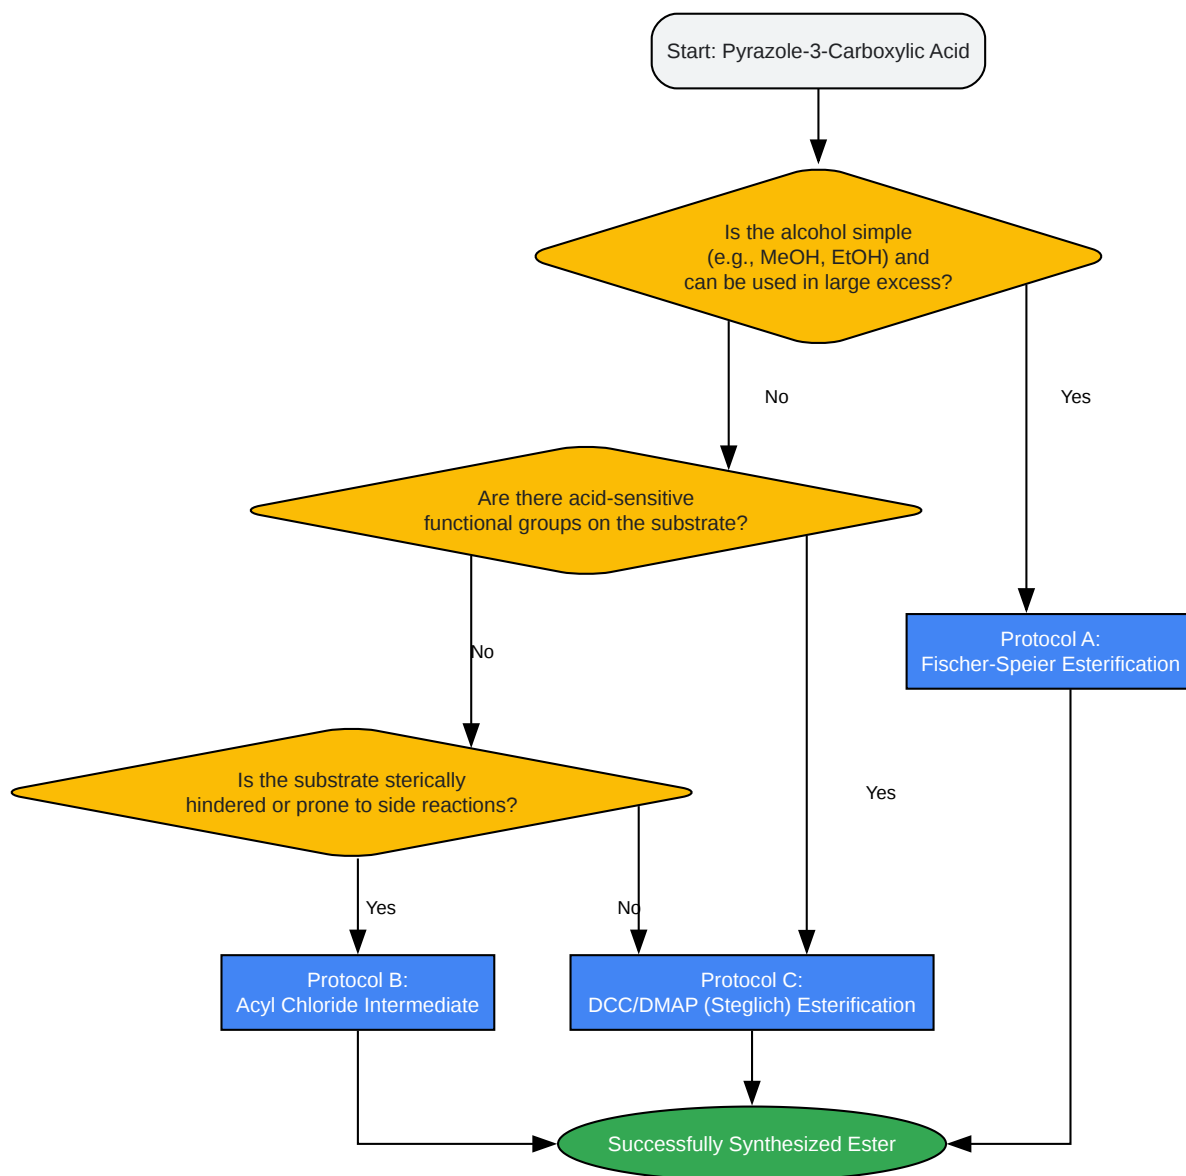 Start: Pyrazole-3-Carboxylic Acid
Is the alcohol simple
(e.g., MeOH, EtOH) and
can be used in large excess?
No
Yes
Are there acid-sensitive
functional groups on the substrate?
No
Protocol A:
Fischer-Speier Esterification
Is the substrate sterically
hindered or prone to side reactions?
Yes
Yes
No
Protocol B:
Acyl Chloride Intermediate
Protocol C:
DCC/DMAP (Steglich) Esterification
Successfully Synthesized Ester